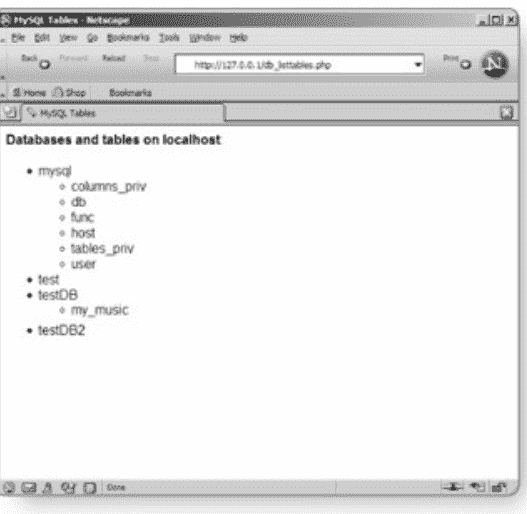 MySQL Tables - Netscape
File Edit View Go Bookmarks Tools Window Help
Back Forward Reload Stop http://127.0.0.1/db_listtables.php Print N
Home Shop Bookmarks
MySQL Tables
Databases and tables on localhost
mysql
columns_priv
db
func
host
tables_priv
user
test
testDB
my_music
testDB2
Done